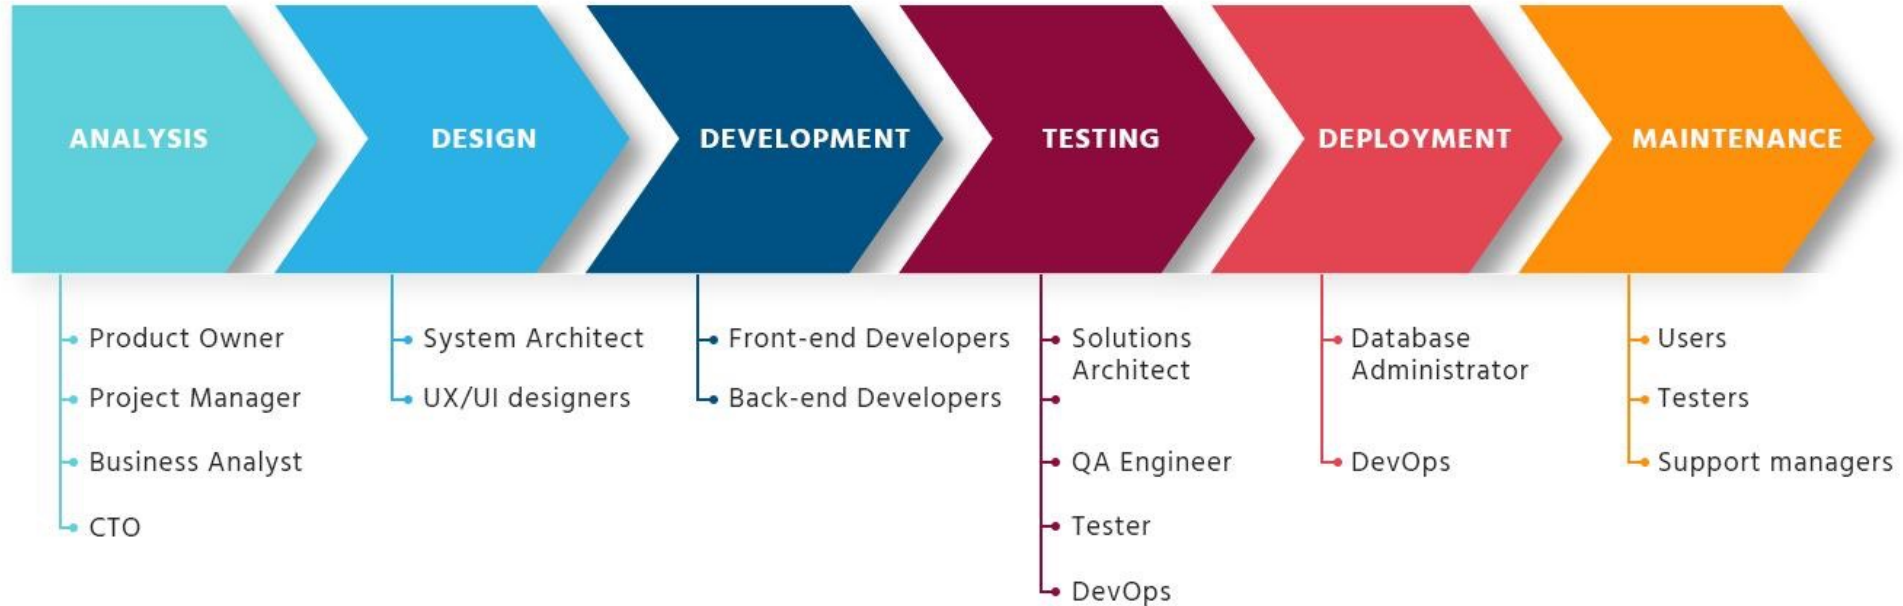 ANALYSIS
DESIGN
DEVELOPMENT
TESTING
DEPLOYMENT
MAINTENANCE
Product Owner
Project Manager
Business Analyst
CTO
System Architect
UX/UI designers
Front-end Developers
Back-end Developers
Solutions
Architect
QA Engineer
Tester
DevOps
Database
Administrator
DevOps
Users
Testers
Support managers